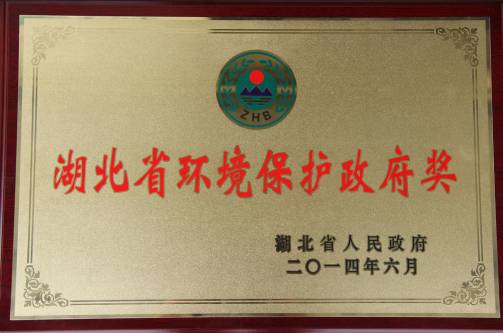 ZHB
湖北省环境保护政府奖
湖北省人民政府
二〇一四年六月